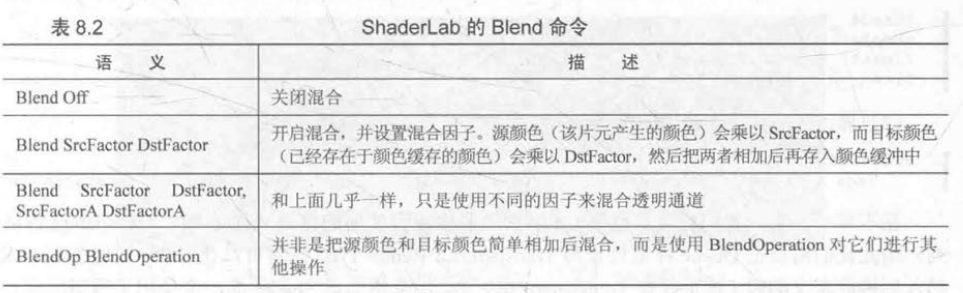 表 8.2 ShaderLab 的 Blend 命令
语 义 描 述
Blend Off 关闭混合
Blend SrcFactor DstFactor 开启混合，并设置混合因子。源颜色（该片元产生的颜色）会乘以 SrcFactor，而目标颜色
（已经存在于颜色缓存的颜色）会乘以 DstFactor，然后把两者相加后再存入颜色缓冲中
Blend SrcFactor DstFactor,
SrcFactorA DstFactorA 和上面几乎一样，只是使用不同的因子来混合透明通道
BlendOp BlendOperation 并非是把源颜色和目标颜色简单相加后混合，而是使用 BlendOperation 对它们进行其
他操作